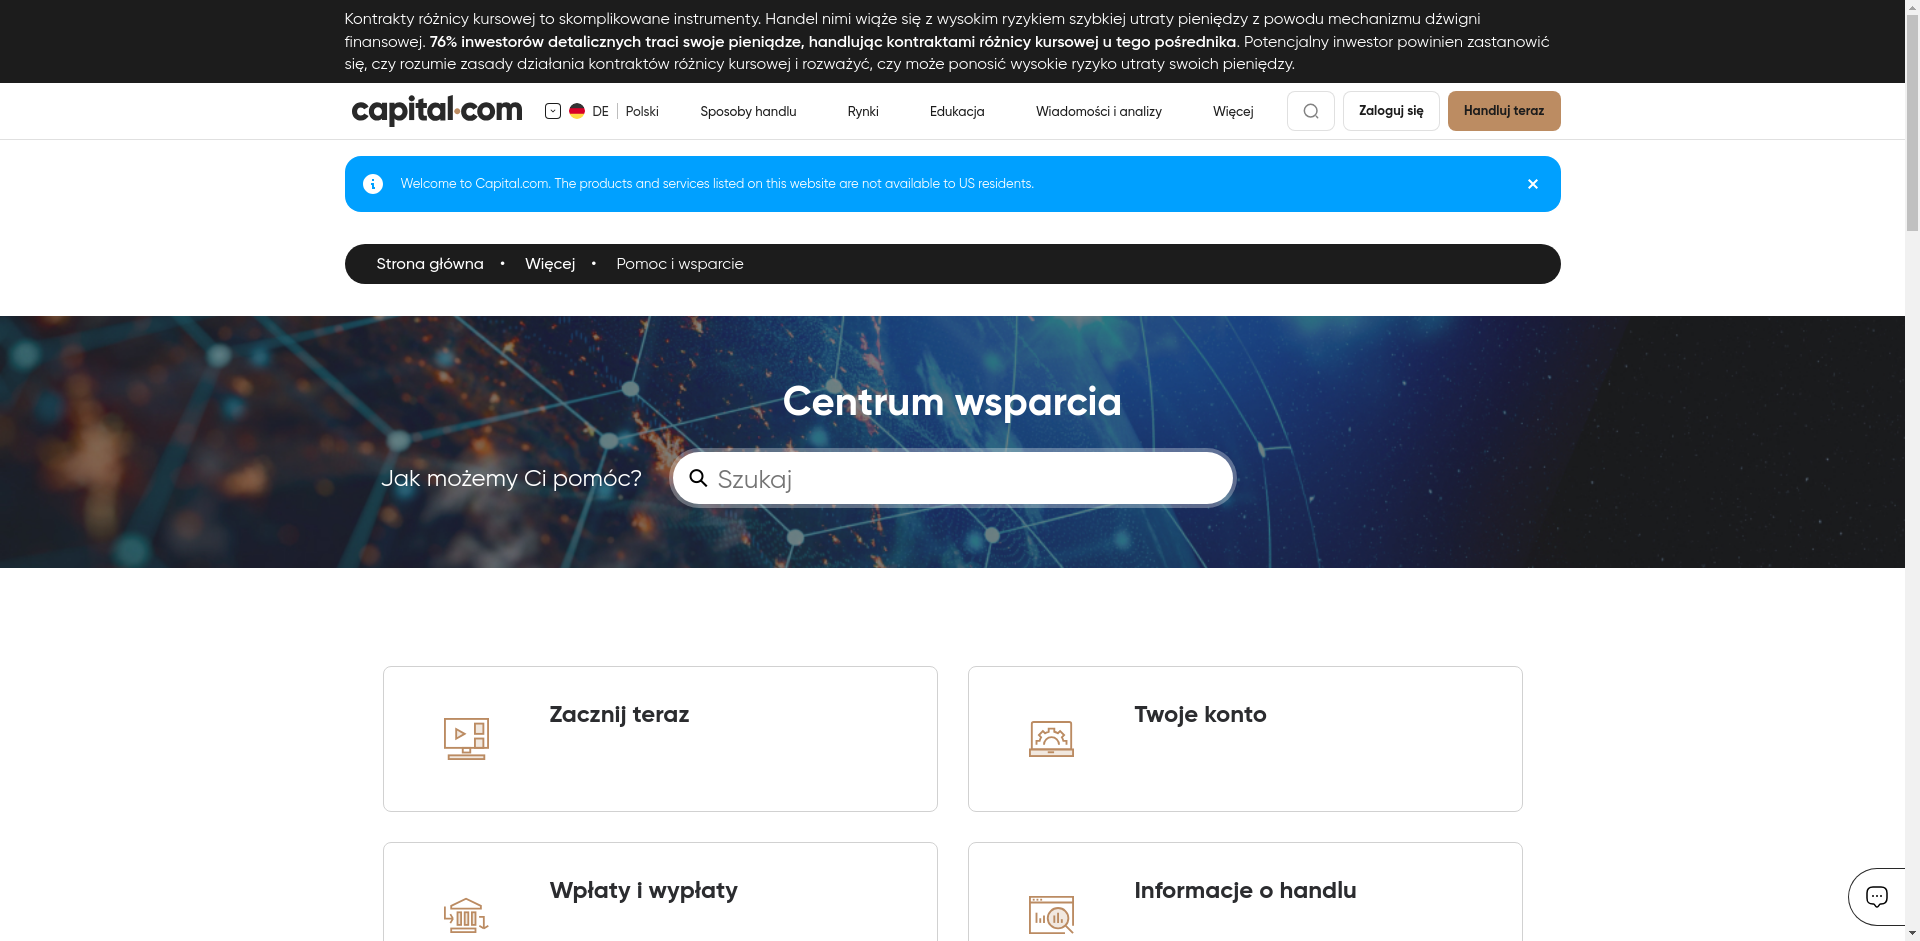 Kontrakty różnicy kursowej to skomplikowane instrumenty. Handel nimi wiąże się z wysokim ryzykiem szybkiej utraty pieniędzy z powodu mechanizmu dźwigni
finansowej. 76% inwestorów detalicznych traci swoje pieniądze, handlując kontraktami różnicy kursowej u tego pośrednika. Potencjalny inwestor powinien zastanowić
się, czy rozumie zasady działania kontraktów różnicy kursowej i rozważyć, czy może ponosić wysokie ryzyko utraty swoich pieniędzy.
capital.com DE Polski Sposoby handlu Rynki Edukacja Wiadomości i analizy Więcej Zaloguj się Handluj teraz
Welcome to Capital.com. The products and services listed on this website are not available to US residents.
Strona główna • Więcej • Pomoc i wsparcie
Centrum wsparcia
Jak możemy Ci pomóc? Szukaj
Zacznij teraz Twoje konto
Wpłaty i wypłaty Informacje o handlu